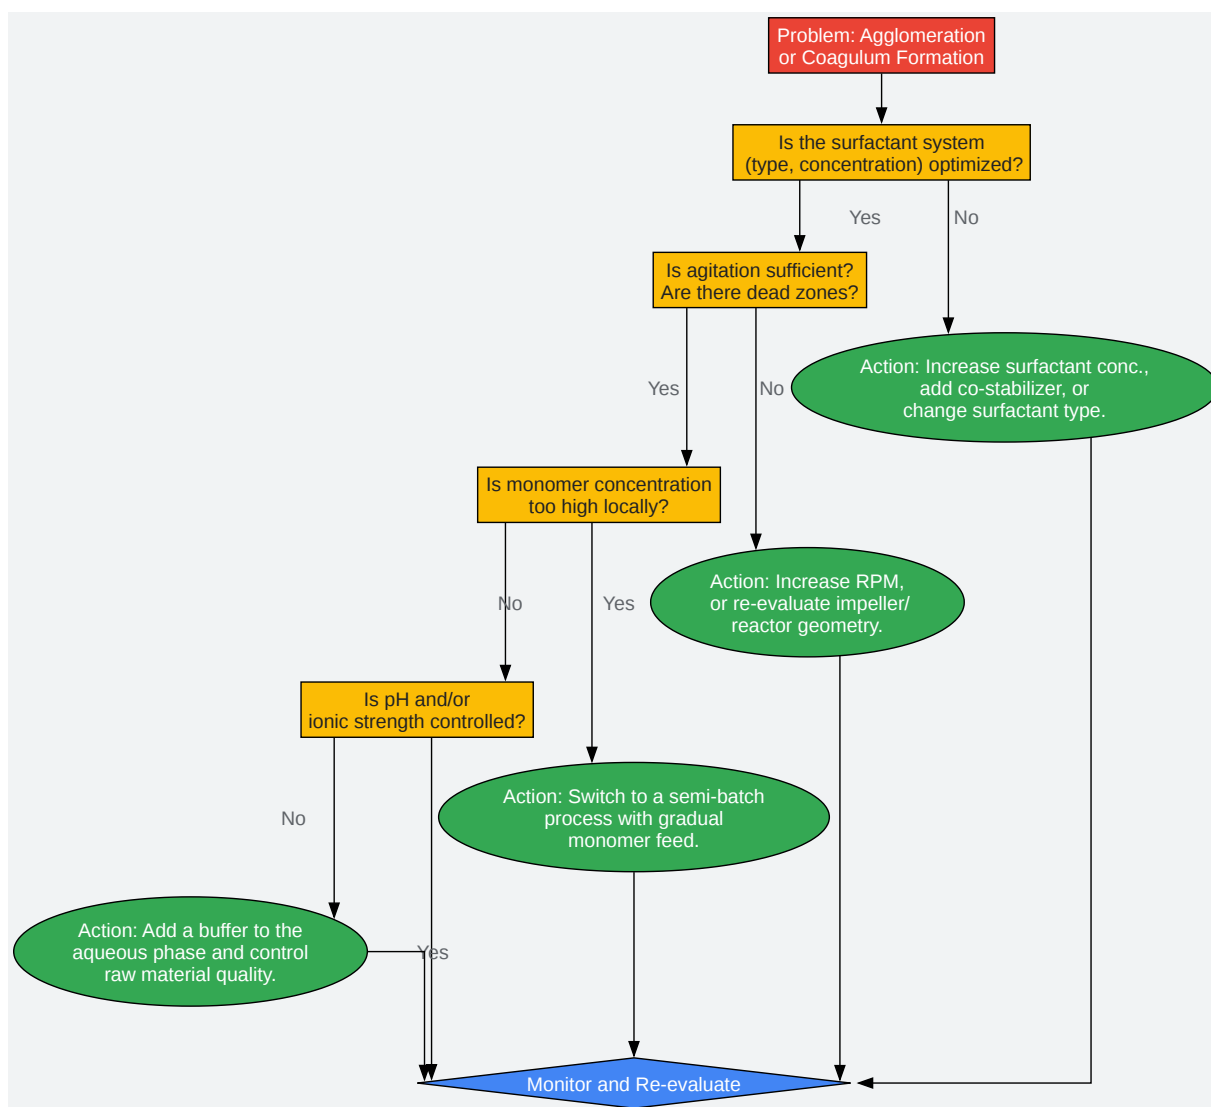 Problem: Agglomeration
or Coagulum Formation
Is the surfactant system
(type, concentration) optimized?
Yes
No
Is agitation sufficient?
Are there dead zones?
Action: Increase surfactant conc.,
add co-stabilizer, or
change surfactant type.
Yes
No
Is monomer concentration
too high locally?
Action: Increase RPM,
or re-evaluate impeller/
reactor geometry.
No
Yes
Is pH and/or
ionic strength controlled?
Action: Switch to a semi-batch
process with gradual
monomer feed.
No
Action: Add a buffer to the
aqueous phase and control
raw material quality.
Yes
Monitor and Re-evaluate